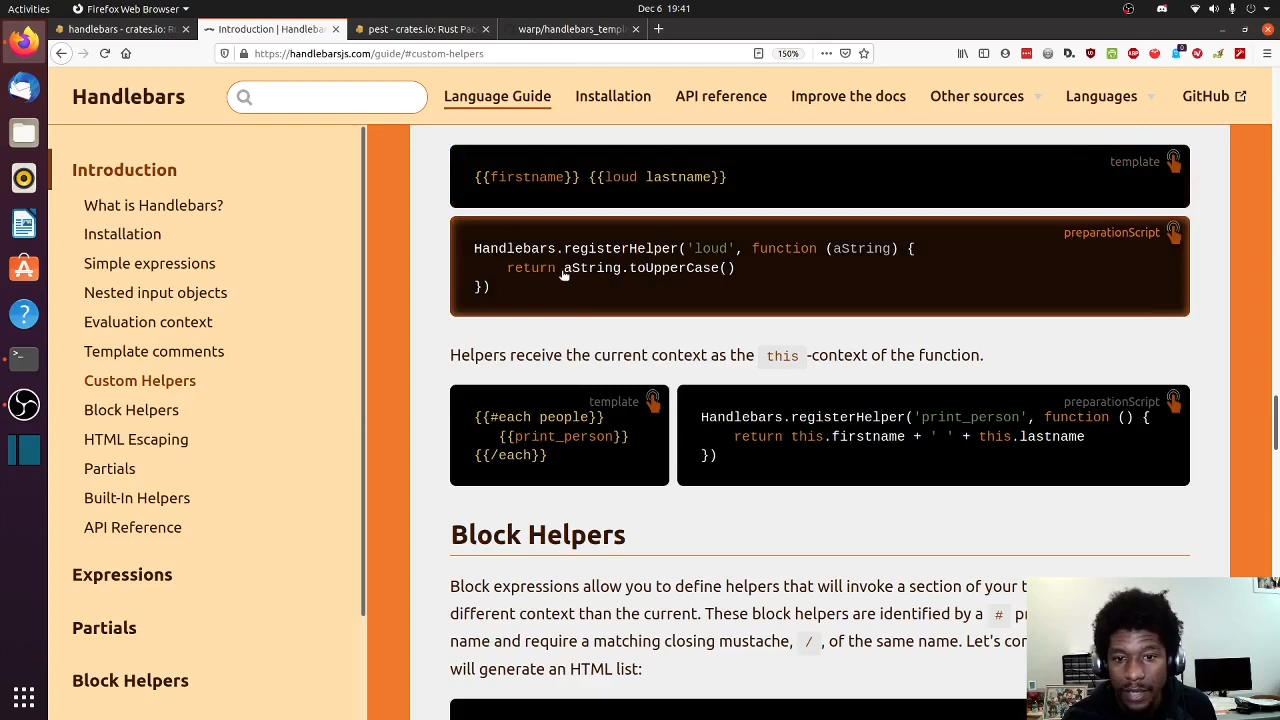 Activities
Firefox Web Browser
Dec 6 19:41
handlebars - crates.io: Ru
Introduction | Handlebar
pest - crates.io: Rust Pac
warp/handlebars_templ
https://handlebarsjs.com/guide/#custom-helpers
150%
Handlebars
Language Guide
Installation
API reference
Improve the docs
Other sources
Languages
GitHub
Introduction
What is Handlebars?
Installation
Simple expressions
Nested input objects
Evaluation context
Template comments
Custom Helpers
Block Helpers
HTML Escaping
Partials
Built-In Helpers
API Reference
Expressions
Partials
Block Helpers
template
{{firstname}} {{loud lastname}}
preparationScript
Handlebars.registerHelper('loud', function (aString) {
return aString.toUpperCase()
})
Helpers receive the current context as the this -context of the function.
template
{{#each people}}
{{print_person}}
{{/each}}
preparationScript
Handlebars.registerHelper('print_person', function () {
return this.firstname + ' ' + this.lastname
})
Block Helpers
Block expressions allow you to define helpers that will invoke a section of your
different context than the current. These block helpers are identified by a #
name and require a matching closing mustache, / , of the same name. Let's
will generate an HTML list: